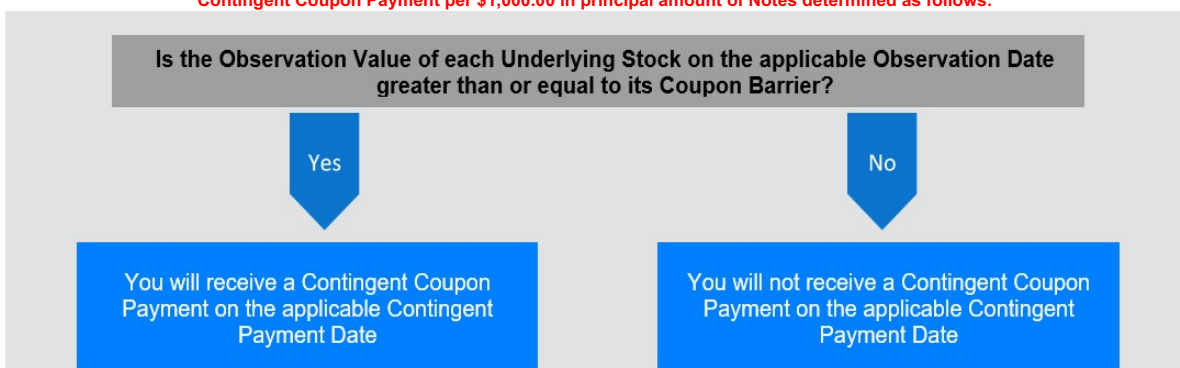 Contingent Coupon Payment per $1,000.00 in principal amount of Notes determined as follows:
Is the Observation Value of each Underlying Stock on the applicable Observation Date
greater than or equal to its Coupon Barrier?
Yes
No
You will receive a Contingent Coupon
Payment on the applicable Contingent
Payment Date
You will not receive a Contingent Coupon
Payment on the applicable Contingent
Payment Date